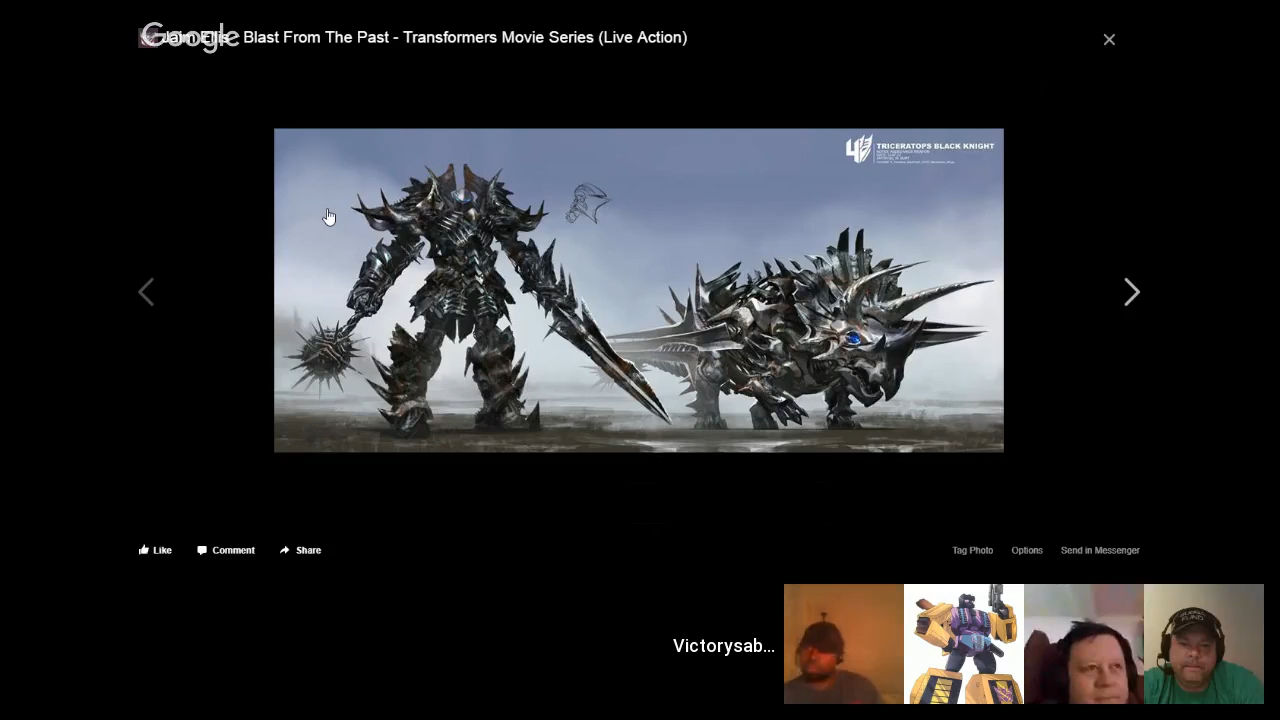 Google
Blast From The Past - Transformers Movie Series (Live Action)
TRICERATOPS BLACK KNIGHT
Like Comment Share
Tag Photo Options Send in Messenger
Victorysab...